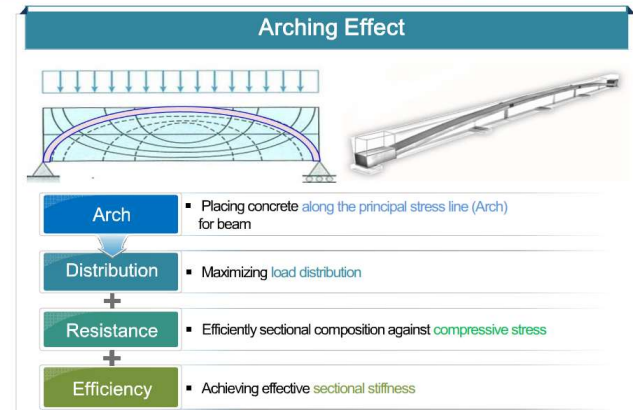 Arching Effect
Arch
▪ Placing concrete along the principal stress line (Arch)
for beam
Distribution
▪ Maximizing load distribution
+
Resistance
▪ Efficiently sectional composition against compressive stress
+
Efficiency
▪ Achieving effective sectional stiffness